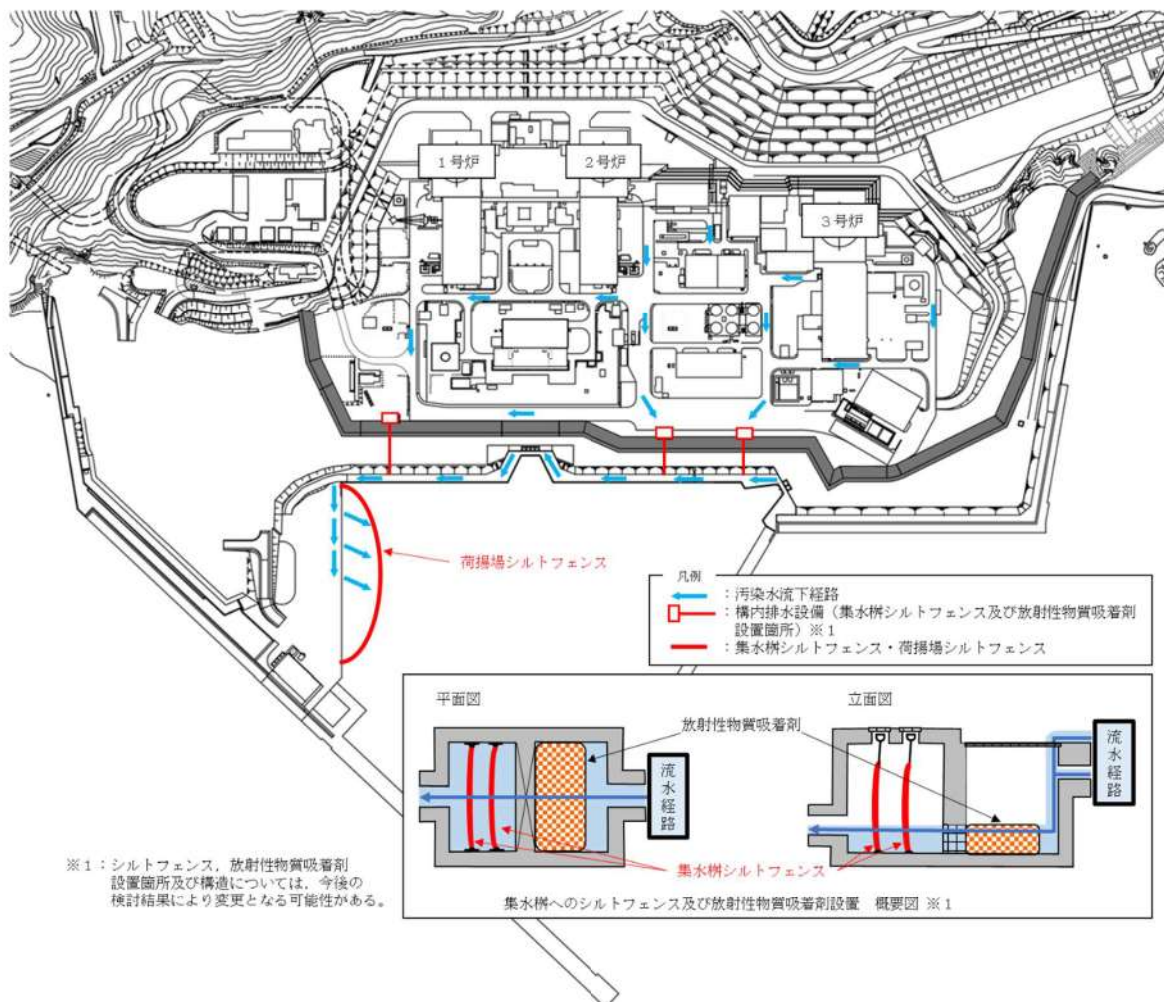 1号炉
2号炉
3号炉
荷揚場シルトフェンス
凡例
：汚染水流下経路
：構内排水設備（集水桝シルトフェンス及び放射性物質吸着剤
設置箇所）※1
：集水桝シルトフェンス・荷揚場シルトフェンス
平面図
立面図
放射性物質吸着剤
流水経路
流水経路
集水桝シルトフェンス
集水桝へのシルトフェンス及び放射性物質吸着剤設置　概要図 ※1
※1：シルトフェンス，放射性物質吸着剤
設置箇所及び構造については，今後の
検討結果により変更となる可能性がある。